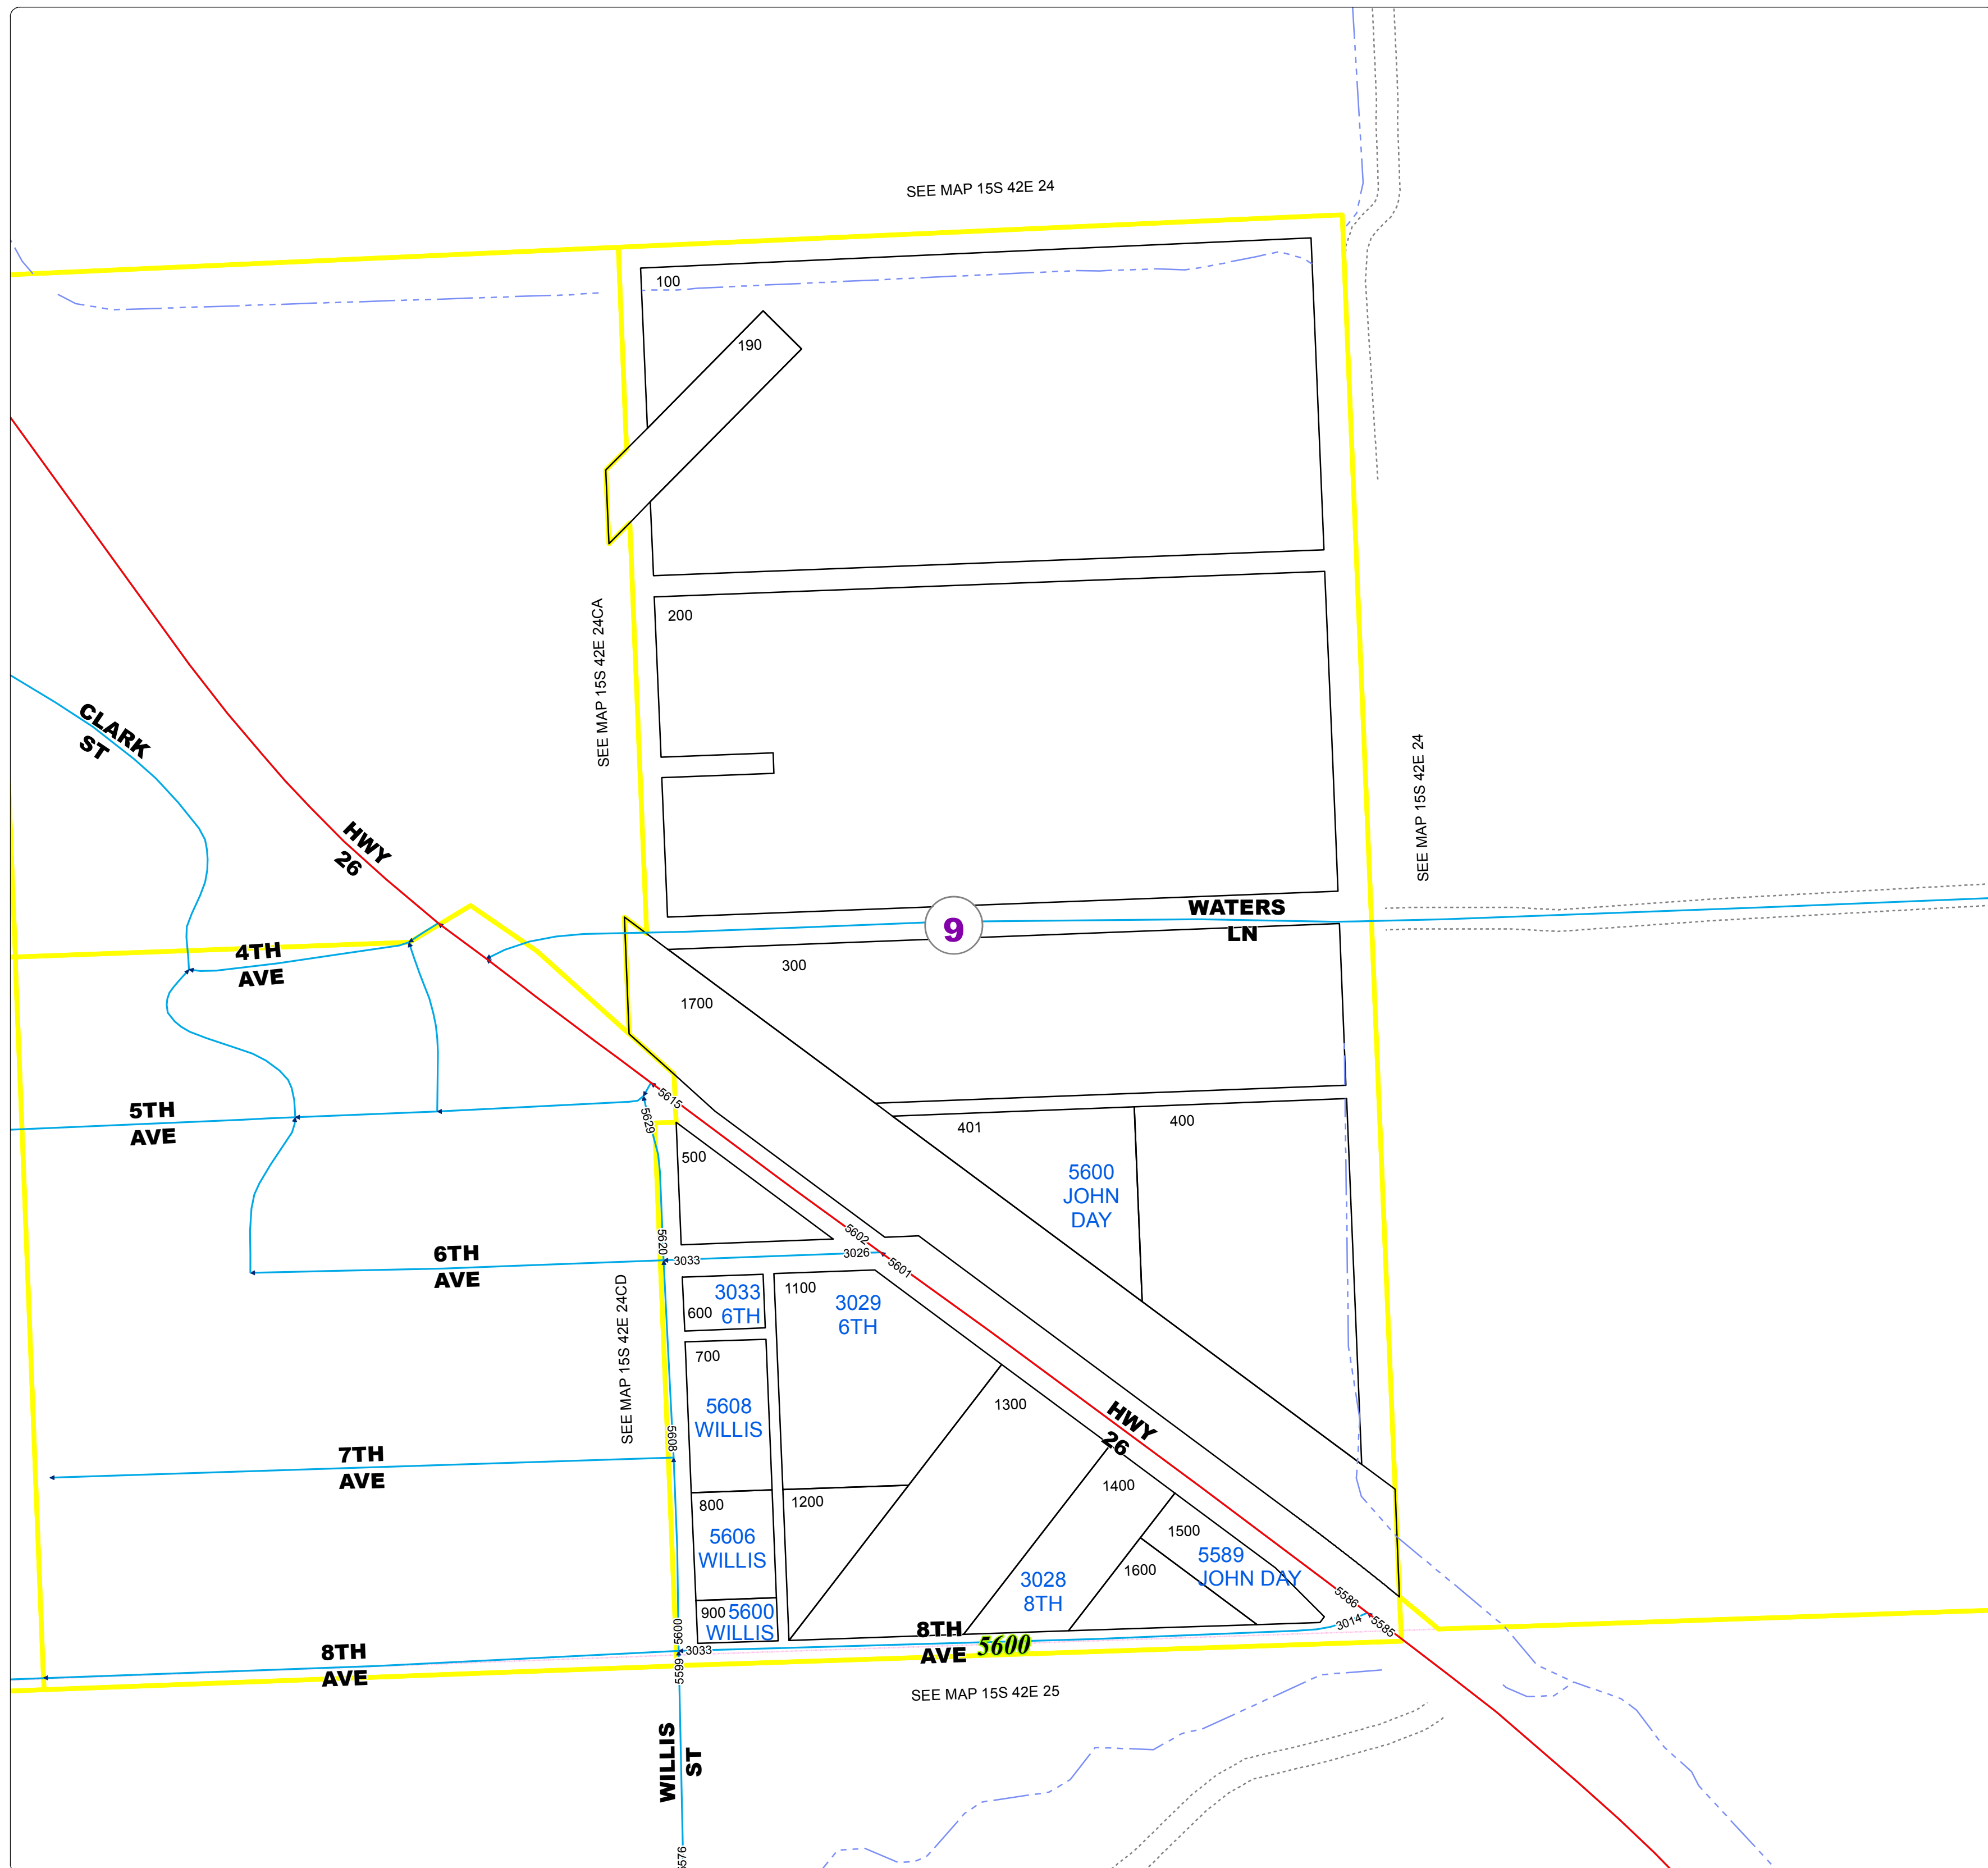 SEE MAP 15S 42E 24
100
190
200
SEE MAP 15S 42E 24CA
SEE MAP 15S 42E 24
CLARK
ST
HWY
26
WATERS
LN
9
4TH
AVE
300
1700
5TH
AVE
5615
5629
401
400
500
5600
JOHN
DAY
5620
5602
3026
5601
6TH
AVE
3033
SEE MAP 15S 42E 24CD
600
3033
6TH
1100
3029
6TH
700
5608
WILLIS
5608
1300
HWY
26
7TH
AVE
800
5606
WILLIS
1200
1400
1500
5589
JOHN DAY
1600
3028
8TH
900
5600
WILLIS
5586
3014
5585
8TH
AVE
5600
3033
5599
8TH
AVE
5600
SEE MAP 15S 42E 25
WILLIS
ST